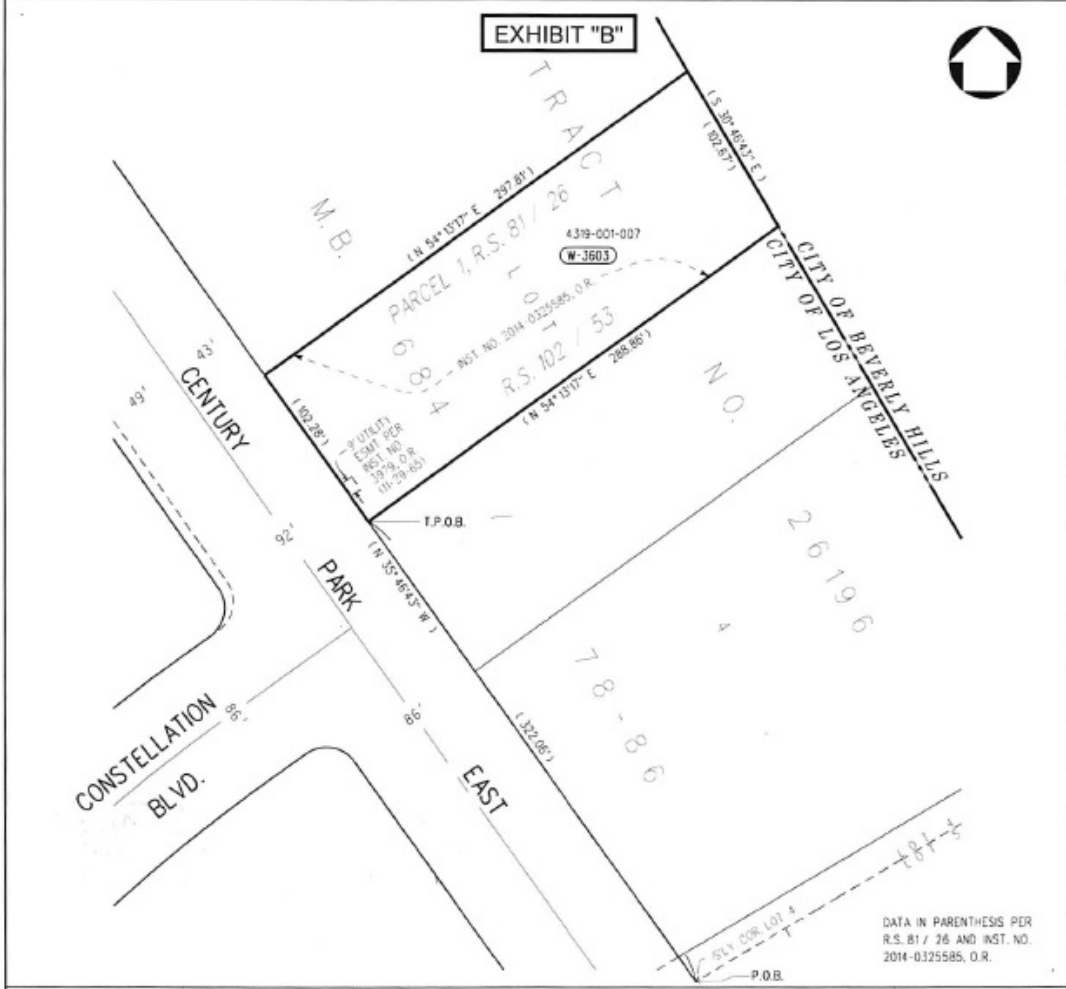 EXHIBIT "B"
TRACT
(S 30°46'43" E)
(102.67')
M.B.
(N 54°13'17" E 297.81')
4319-001-007
W-3603
PARCEL 1, R.S. 81 / 26
LOT
CITY OF BEVERLY HILLS
CITY OF LOS ANGELES
INST NO. 2014-0325585, O.R.
684
R.S. 102 / 53
(N 54°13'17" E 288.86')
NO.
43'
49'
CENTURY
(102.28')
9' UTILITY
ESMT PER
INST. NO.
3979, O.R.
(11-29-65)
T.P.O.B.
1
92'
PARK
(N 35°46'43" W)
26196
4
78-86
CONSTELLATION
BLVD.
86'
86'
(322.06')
EAST
SLY COR. LOT 4
P.O.B.
DATA IN PARENTHESIS PER
R.S. 81 / 26 AND INST. NO.
2014-0325585, O.R.